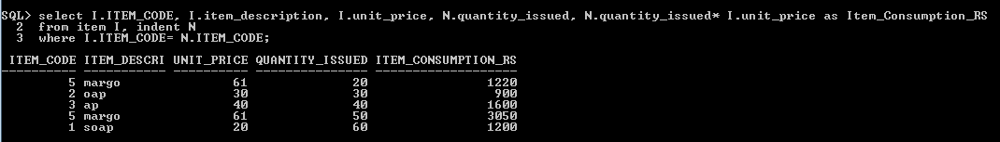 SQL> select I.ITEM_CODE, I.item_description, I.unit_price, N.quantity_issued, N.quantity_issued* I.unit_price as Item_Consumption_RS
2 from item I, indent N
3 where I.ITEM_CODE= N.ITEM_CODE;
ITEM_CODE ITEM_DESCRI UNIT_PRICE QUANTITY_ISSUED ITEM_CONSUMPTION_RS
---------- ----------- ---------- --------------- -------------------
5 margo 61 20 1220
2 oap 30 30 900
3 ap 40 40 1600
5 margo 61 50 3050
1 soap 20 60 1200